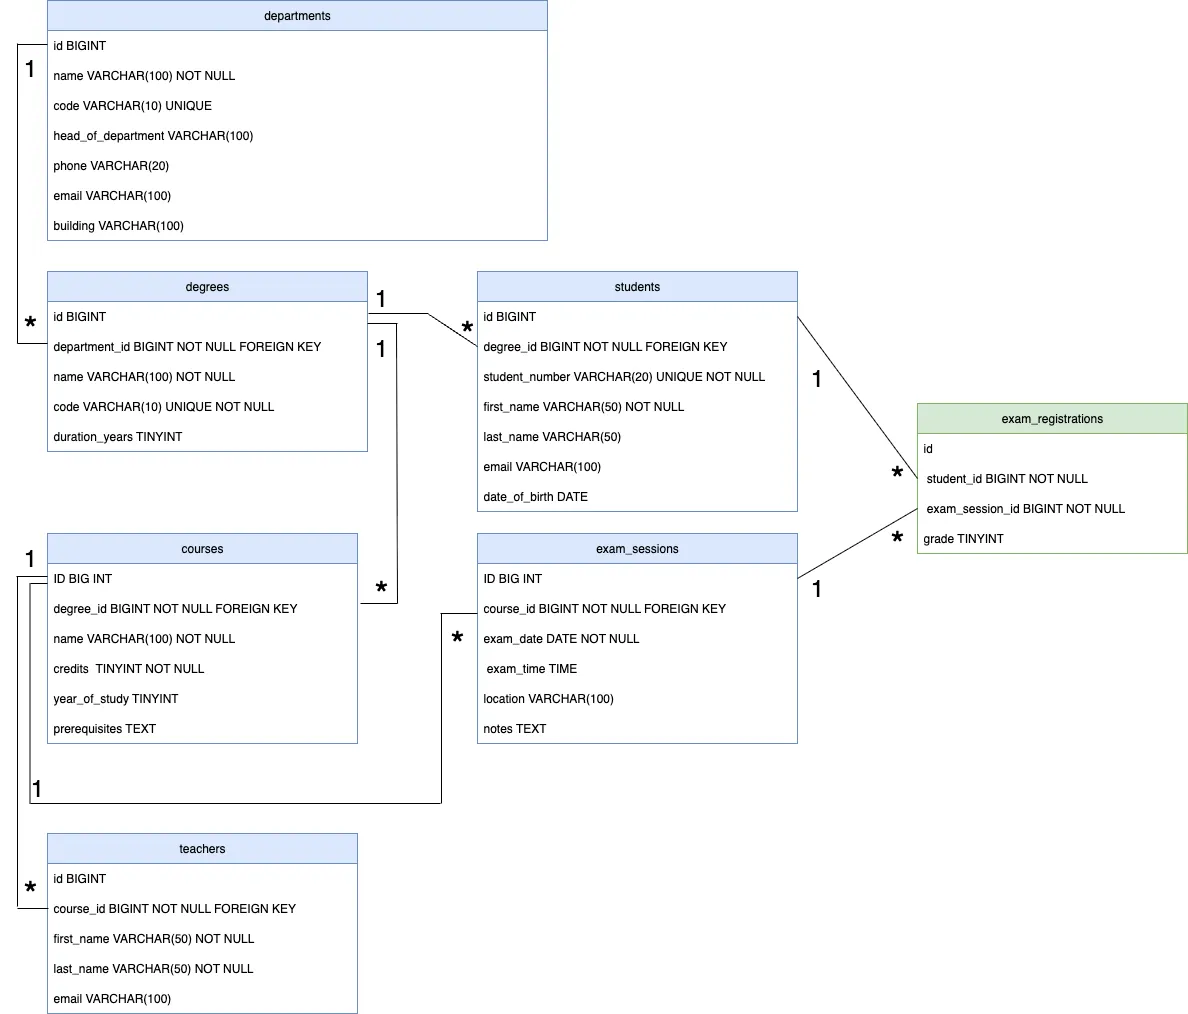 departments
id BIGINT
1
name VARCHAR(100) NOT NULL
code VARCHAR(10) UNIQUE
head_of_department VARCHAR(100)
phone VARCHAR(20)
email VARCHAR(100)
building VARCHAR(100)
degrees
id BIGINT
*
department_id BIGINT NOT NULL FOREIGN KEY
name VARCHAR(100) NOT NULL
code VARCHAR(10) UNIQUE NOT NULL
duration_years TINYINT
1
1
*
students
id BIGINT
degree_id BIGINT NOT NULL FOREIGN KEY
student_number VARCHAR(20) UNIQUE NOT NULL
first_name VARCHAR(50) NOT NULL
last_name VARCHAR(50)
email VARCHAR(100)
date_of_birth DATE
1
*
exam_registrations
id
student_id BIGINT NOT NULL
exam_session_id BIGINT NOT NULL
grade TINYINT
*
1
courses
1
ID BIG INT
degree_id BIGINT NOT NULL FOREIGN KEY
name VARCHAR(100) NOT NULL
credits  TINYINT NOT NULL
year_of_study TINYINT
prerequisites TEXT
*
1
exam_sessions
ID BIG INT
course_id BIGINT NOT NULL FOREIGN KEY
*
exam_date DATE NOT NULL
exam_time TIME
location VARCHAR(100)
notes TEXT
teachers
id BIGINT
*
course_id BIGINT NOT NULL FOREIGN KEY
first_name VARCHAR(50) NOT NULL
last_name VARCHAR(50) NOT NULL
email VARCHAR(100)